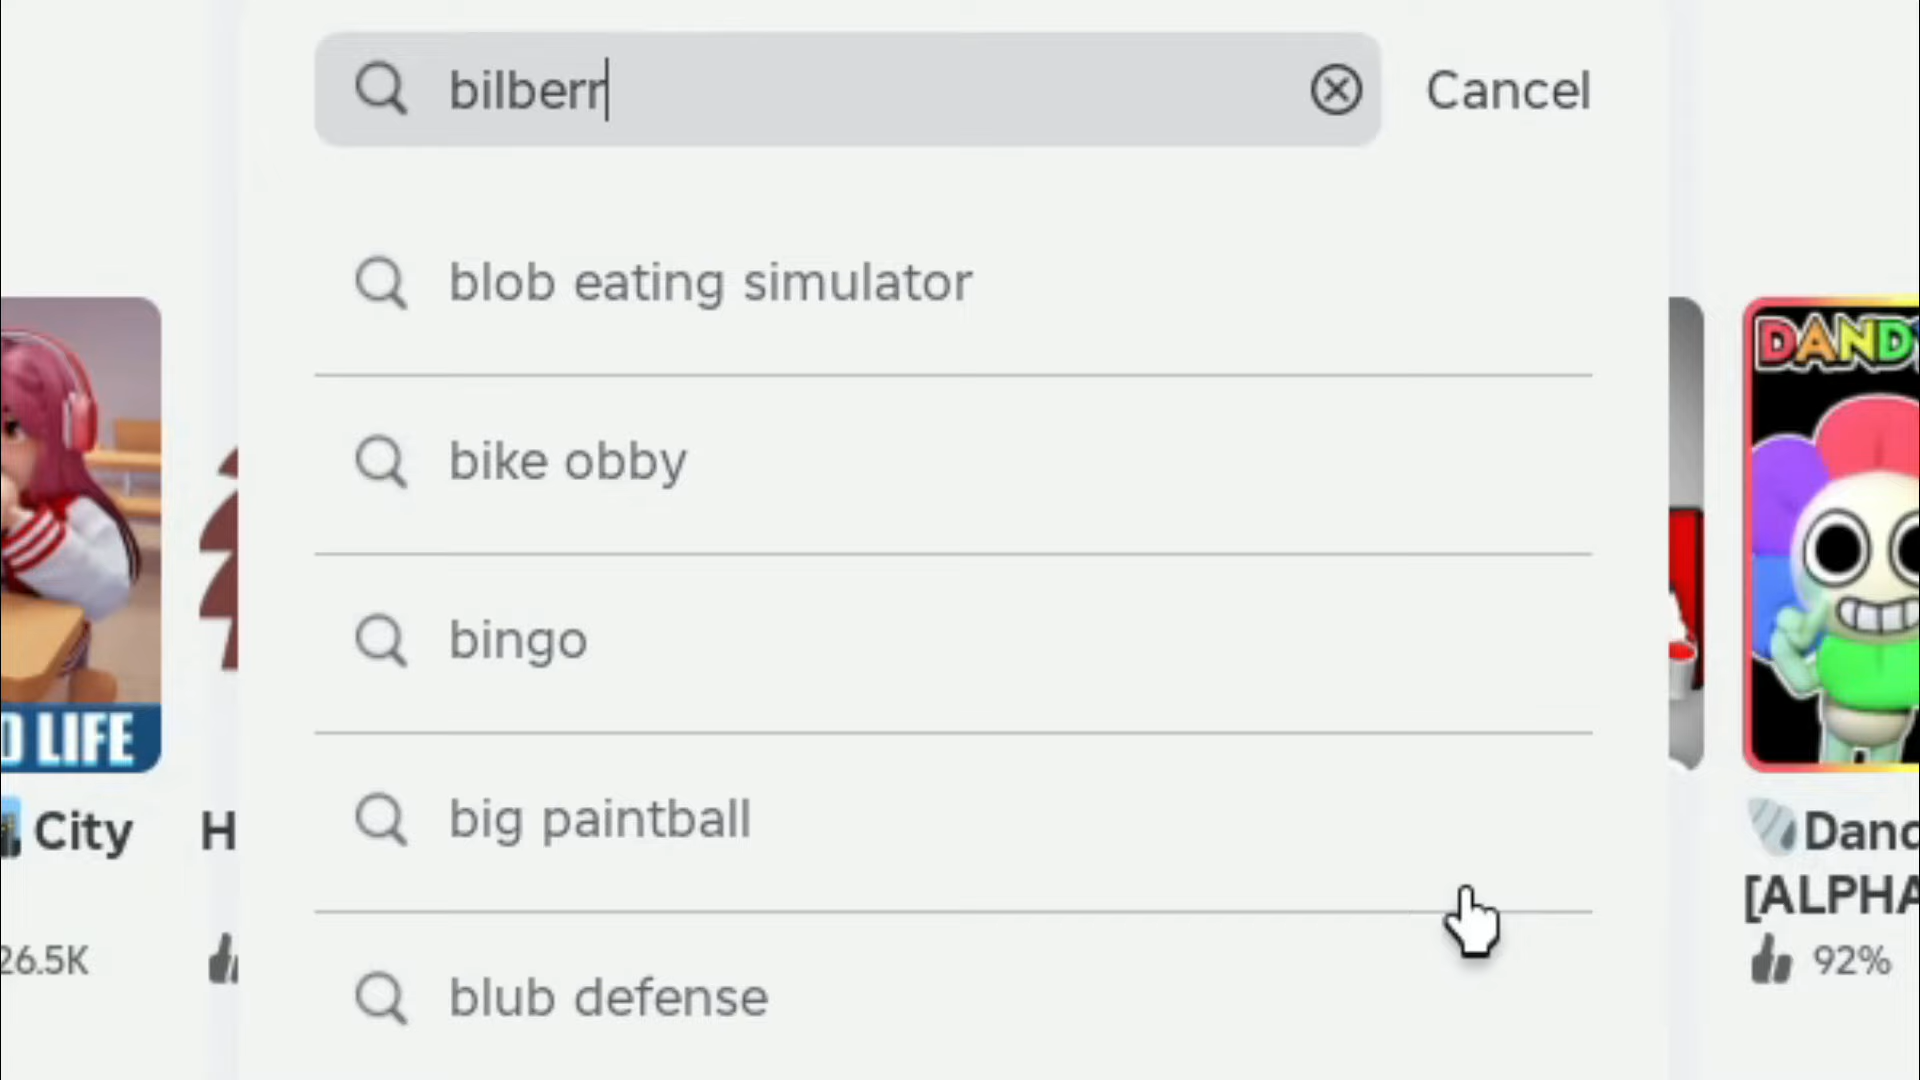 bilberr
Cancel
blob eating simulator
bike obby
bingo
big paintball
blub defense
LIFE
City
H
26.5K
DANDY
Dand
[ALPHA
92%